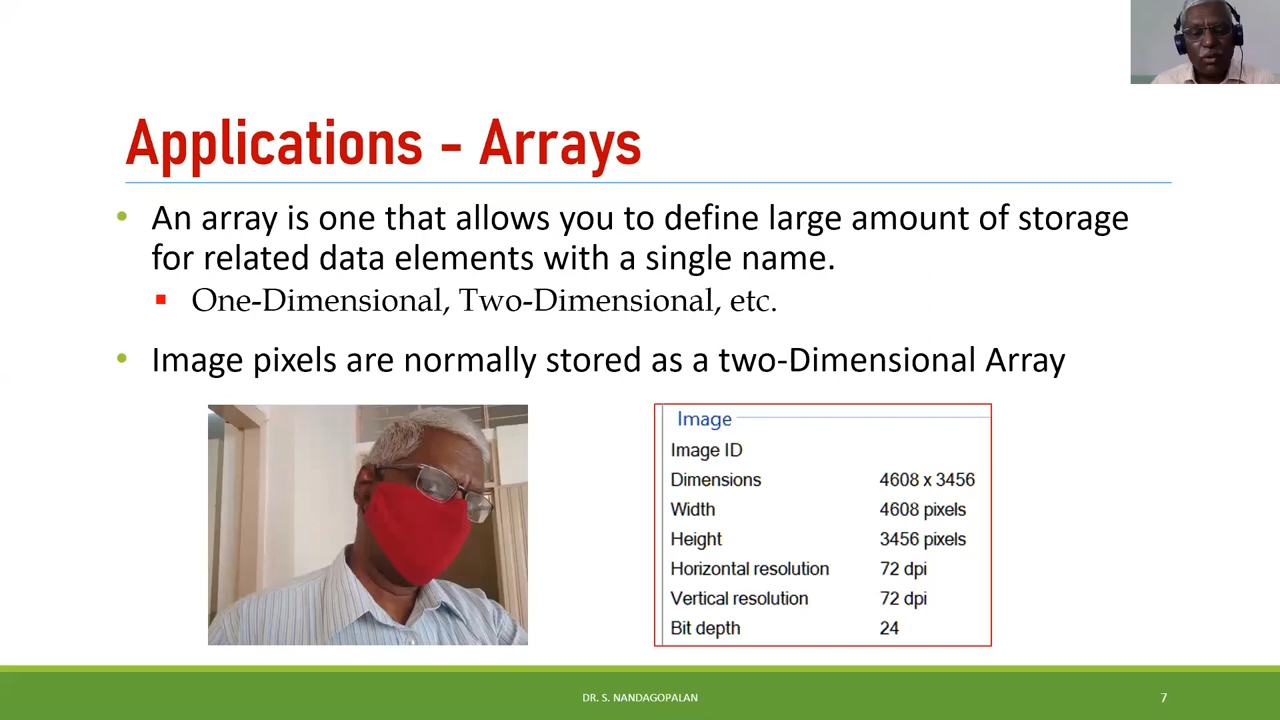 Applications - Arrays
• An array is one that allows you to define large amount of storage
for related data elements with a single name.
▪ One-Dimensional, Two-Dimensional, etc.
• Image pixels are normally stored as a two-Dimensional Array
Image
Image ID
Dimensions 4608 x 3456
Width 4608 pixels
Height 3456 pixels
Horizontal resolution 72 dpi
Vertical resolution 72 dpi
Bit depth 24
DR. S. NANDAGOPALAN 7